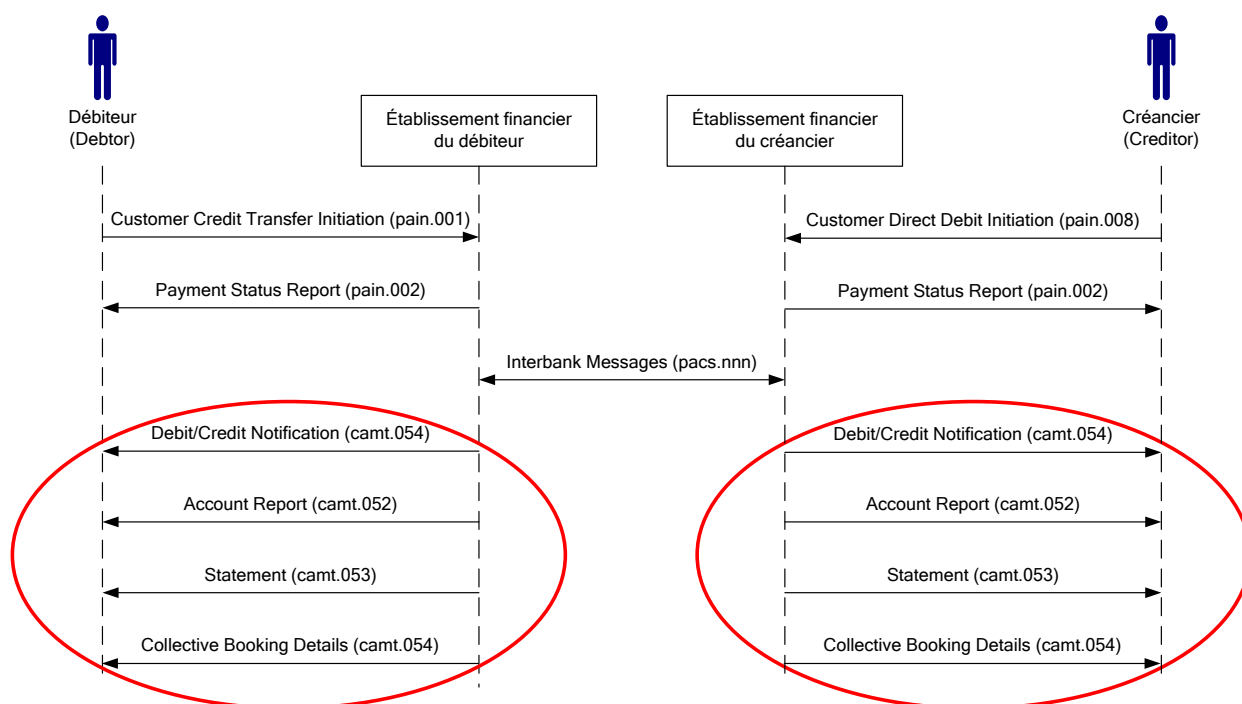 Débiteur
(Debtor)
Établissement financier
du débiteur
Établissement financier
du créancier
Créancier
(Creditor)
Customer Credit Transfer Initiation (pain.001)
Customer Direct Debit Initiation (pain.008)
Payment Status Report (pain.002)
Payment Status Report (pain.002)
Interbank Messages (pacs.nnn)
Debit/Credit Notification (camt.054)
Debit/Credit Notification (camt.054)
Account Report (camt.052)
Account Report (camt.052)
Statement (camt.053)
Statement (camt.053)
Collective Booking Details (camt.054)
Collective Booking Details (camt.054)